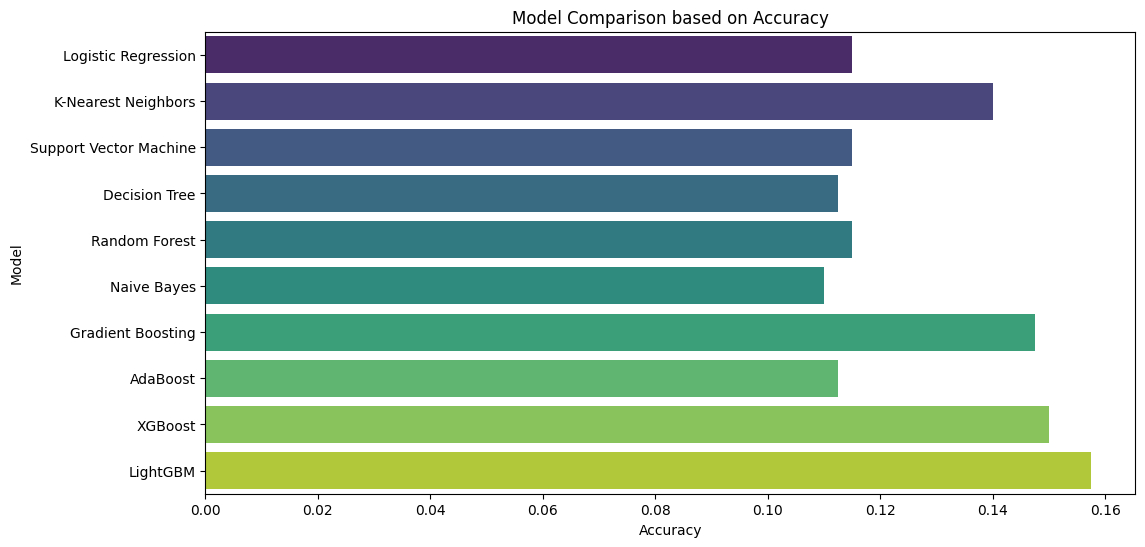 Model Comparison based on Accuracy
Model
Logistic Regression
K-Nearest Neighbors
Support Vector Machine
Decision Tree
Random Forest
Naive Bayes
Gradient Boosting
AdaBoost
XGBoost
LightGBM
0.00 0.02 0.04 0.06 0.08 0.10 0.12 0.14 0.16
Accuracy